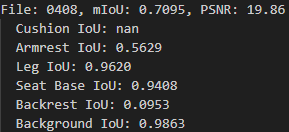 File: 0408, mIoU: 0.7095, PSNR: 19.86
Cushion IoU: nan
Armrest IoU: 0.5629
Leg IoU: 0.9620
Seat Base IoU: 0.9408
Backrest IoU: 0.0953
Background IoU: 0.9863